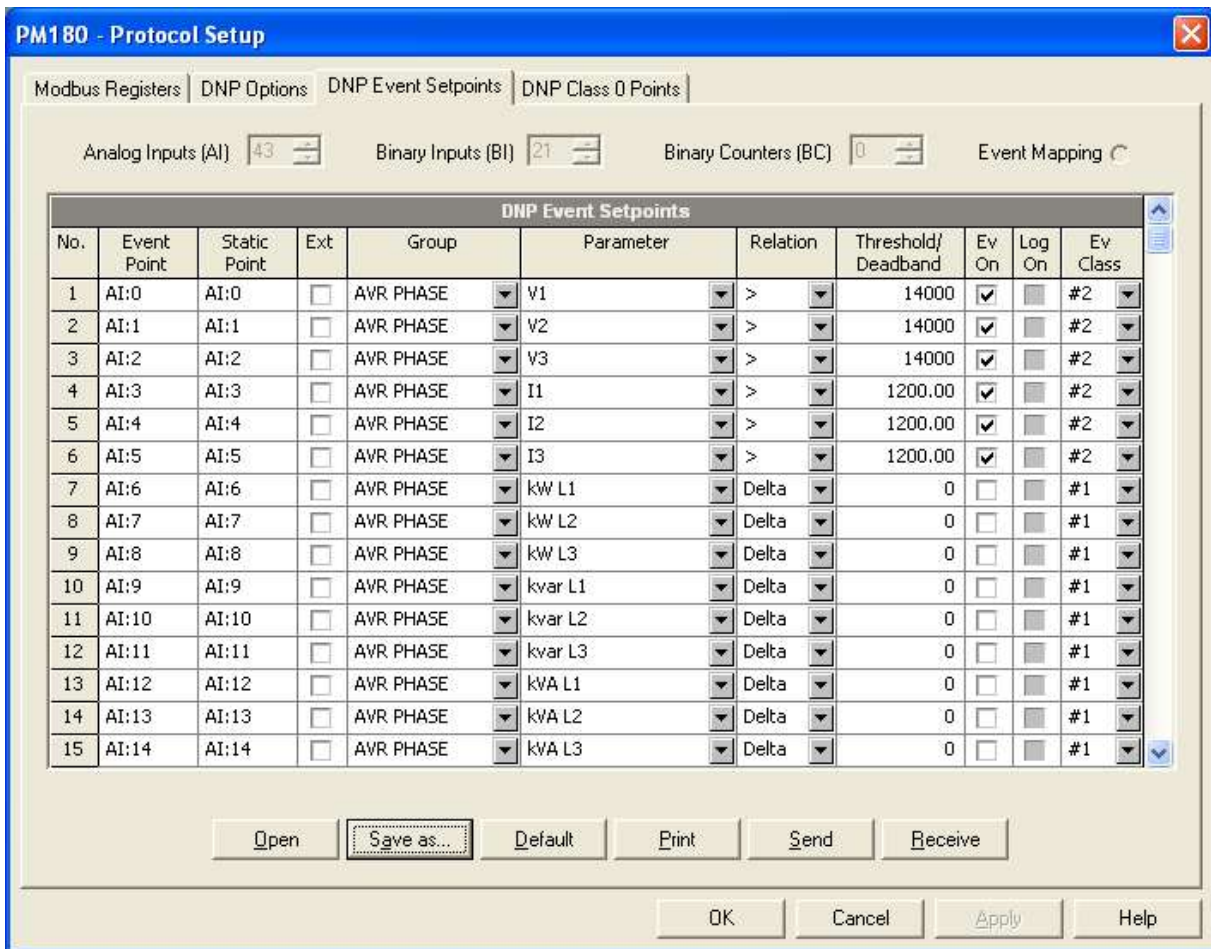 PM180 - Protocol Setup
Modbus Registers DNP Options DNP Event Setpoints DNP Class 0 Points
Analog Inputs (AI) 43 Binary Inputs (BI) 21 Binary Counters (BC) 0 Event Mapping
DNP Event Setpoints
No. Event Point Static Point Ext Group Parameter Relation Threshold/ Deadband Ev On Log On Ev Class
1 AI:0 AI:0 AVR PHASE V1 > 14000 #2
2 AI:1 AI:1 AVR PHASE V2 > 14000 #2
3 AI:2 AI:2 AVR PHASE V3 > 14000 #2
4 AI:3 AI:3 AVR PHASE I1 > 1200.00 #2
5 AI:4 AI:4 AVR PHASE I2 > 1200.00 #2
6 AI:5 AI:5 AVR PHASE I3 > 1200.00 #2
7 AI:6 AI:6 AVR PHASE kW L1 Delta 0 #1
8 AI:7 AI:7 AVR PHASE kW L2 Delta 0 #1
9 AI:8 AI:8 AVR PHASE kW L3 Delta 0 #1
10 AI:9 AI:9 AVR PHASE kvar L1 Delta 0 #1
11 AI:10 AI:10 AVR PHASE kvar L2 Delta 0 #1
12 AI:11 AI:11 AVR PHASE kvar L3 Delta 0 #1
13 AI:12 AI:12 AVR PHASE kVA L1 Delta 0 #1
14 AI:13 AI:13 AVR PHASE kVA L2 Delta 0 #1
15 AI:14 AI:14 AVR PHASE kVA L3 Delta 0 #1
Open Save as... Default Print Send Receive
OK Cancel Apply Help